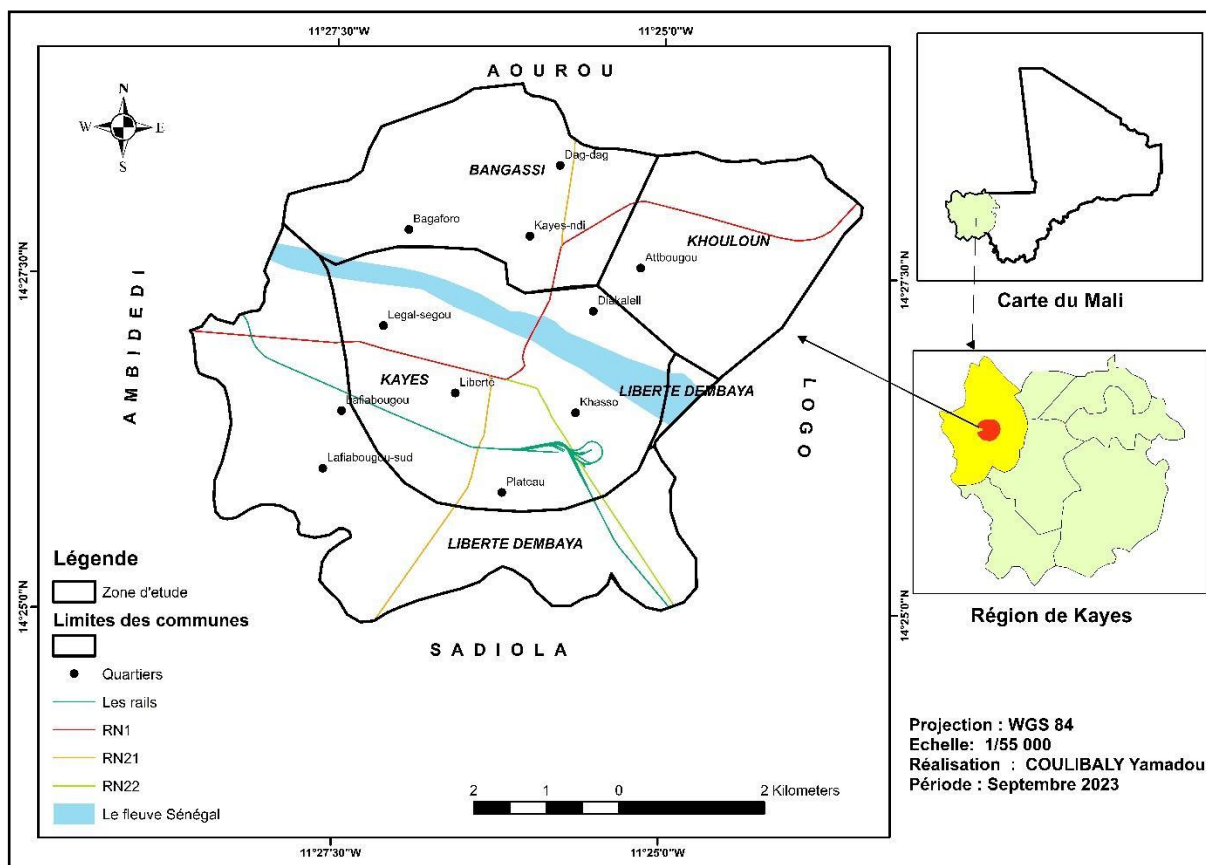 11°27'30"W
11°25'0"W
AOUROU
N
W
E
S
Dag-dag
BANGASSI
Bagaforo
Kayes-ndi
KHOULOUN
Attbougou
14°27'30"N
14°27'30"N
AMBIDEDI
Diakalell
Legal-segou
KAYES
Liberté
LIBERTE DEMBAYA
Khasso
Lafiabougou
LOGO
Lafiabougou-sud
Plateau
LIBERTE DEMBAYA
14°25'0"N
14°25'0"N
SADIOLA
Légende
Zone d'etude
Limites des communes
Quartiers
Les rails
RN1
RN21
RN22
Le fleuve Sénégal
2 1 0 2 Kilometers
11°27'30"W
11°25'0"W
Carte du Mali
Région de Kayes
Projection : WGS 84
Echelle: 1/55 000
Réalisation : COULIBALY Yamadou
Période : Septembre 2023